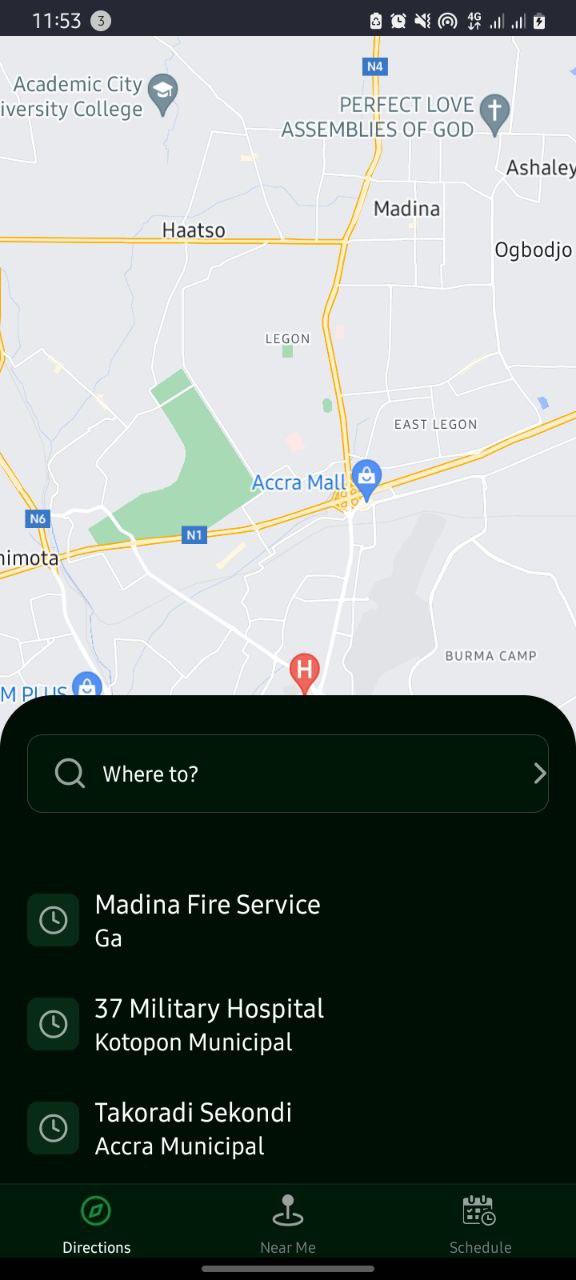 11:53 3
4G
N4
Academic City
iversity College
PERFECT LOVE
ASSEMBLIES OF GOD
Ashaley
Madina
Haatso
Ogbodjo
LEGON
EAST LEGON
Accra Mall
N6
N1
himota
BURMA CAMP
H
M PLUS
Where to?
Madina Fire Service
Ga
37 Military Hospital
Kotopon Municipal
Takoradi Sekondi
Accra Municipal
Directions
Near Me
Schedule